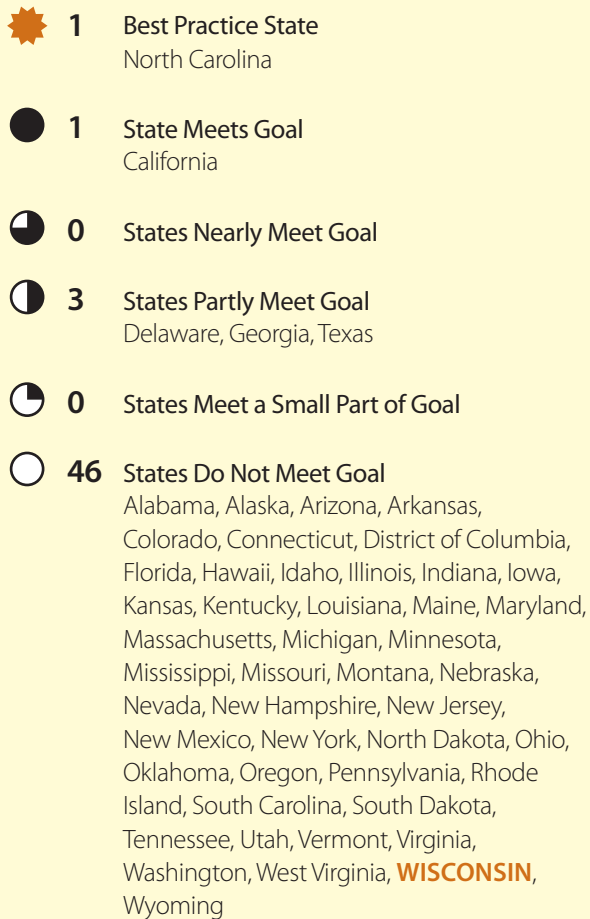 1 Best Practice State
North Carolina
1 State Meets Goal
California
0 States Nearly Meet Goal
3 States Partly Meet Goal
Delaware, Georgia, Texas
0 States Meet a Small Part of Goal
46 States Do Not Meet Goal
Alabama, Alaska, Arizona, Arkansas,
Colorado, Connecticut, District of Columbia,
Florida, Hawaii, Idaho, Illinois, Indiana, Iowa,
Kansas, Kentucky, Louisiana, Maine, Maryland,
Massachusetts, Michigan, Minnesota,
Mississippi, Missouri, Montana, Nebraska,
Nevada, New Hampshire, New Jersey,
New Mexico, New York, North Dakota, Ohio,
Oklahoma, Oregon, Pennsylvania, Rhode
Island, South Carolina, South Dakota,
Tennessee, Utah, Vermont, Virginia,
Washington, West Virginia, WISCONSIN,
Wyoming